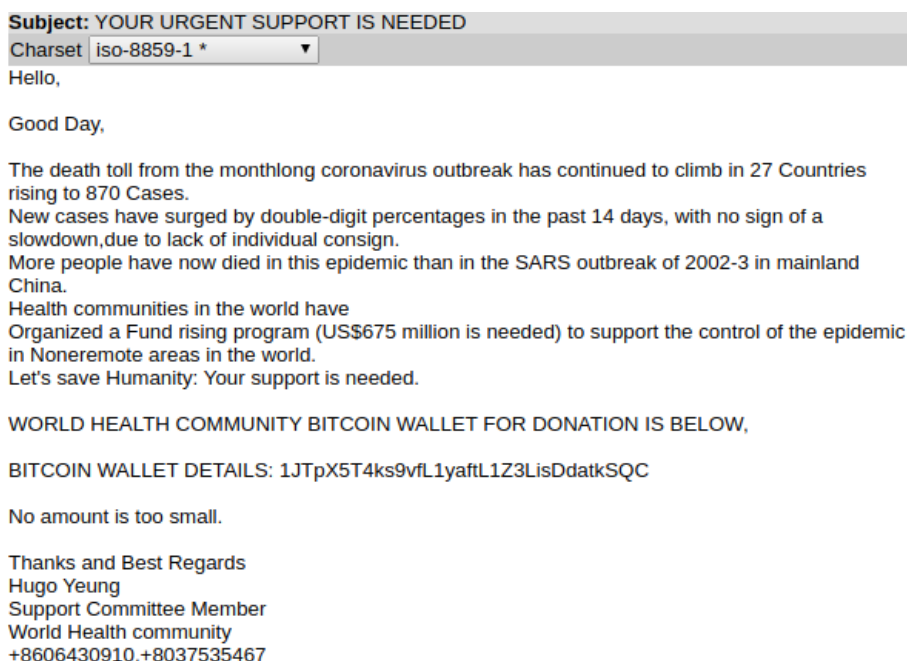 Subject: YOUR URGENT SUPPORT IS NEEDED
Charset iso-8859-1 *
Hello,
Good Day,
The death toll from the monthlong coronavirus outbreak has continued to climb in 27 Countries
rising to 870 Cases.
New cases have surged by double-digit percentages in the past 14 days, with no sign of a
slowdown,due to lack of individual consign.
More people have now died in this epidemic than in the SARS outbreak of 2002-3 in mainland
China.
Health communities in the world have
Organized a Fund rising program (US$675 million is needed) to support the control of the epidemic
in Noneremote areas in the world.
Let's save Humanity: Your support is needed.
WORLD HEALTH COMMUNITY BITCOIN WALLET FOR DONATION IS BELOW,
BITCOIN WALLET DETAILS: 1JTpX5T4ks9vfL1yaftL1Z3LisDdatkSQC
No amount is too small.
Thanks and Best Regards
Hugo Yeung
Support Committee Member
World Health community
+8606430910,+8037535467